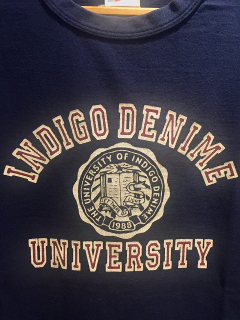 INDIGO DENIME
THE UNIVERSITY OF INDIGO DENIME
(1988)
UNIVERSITY